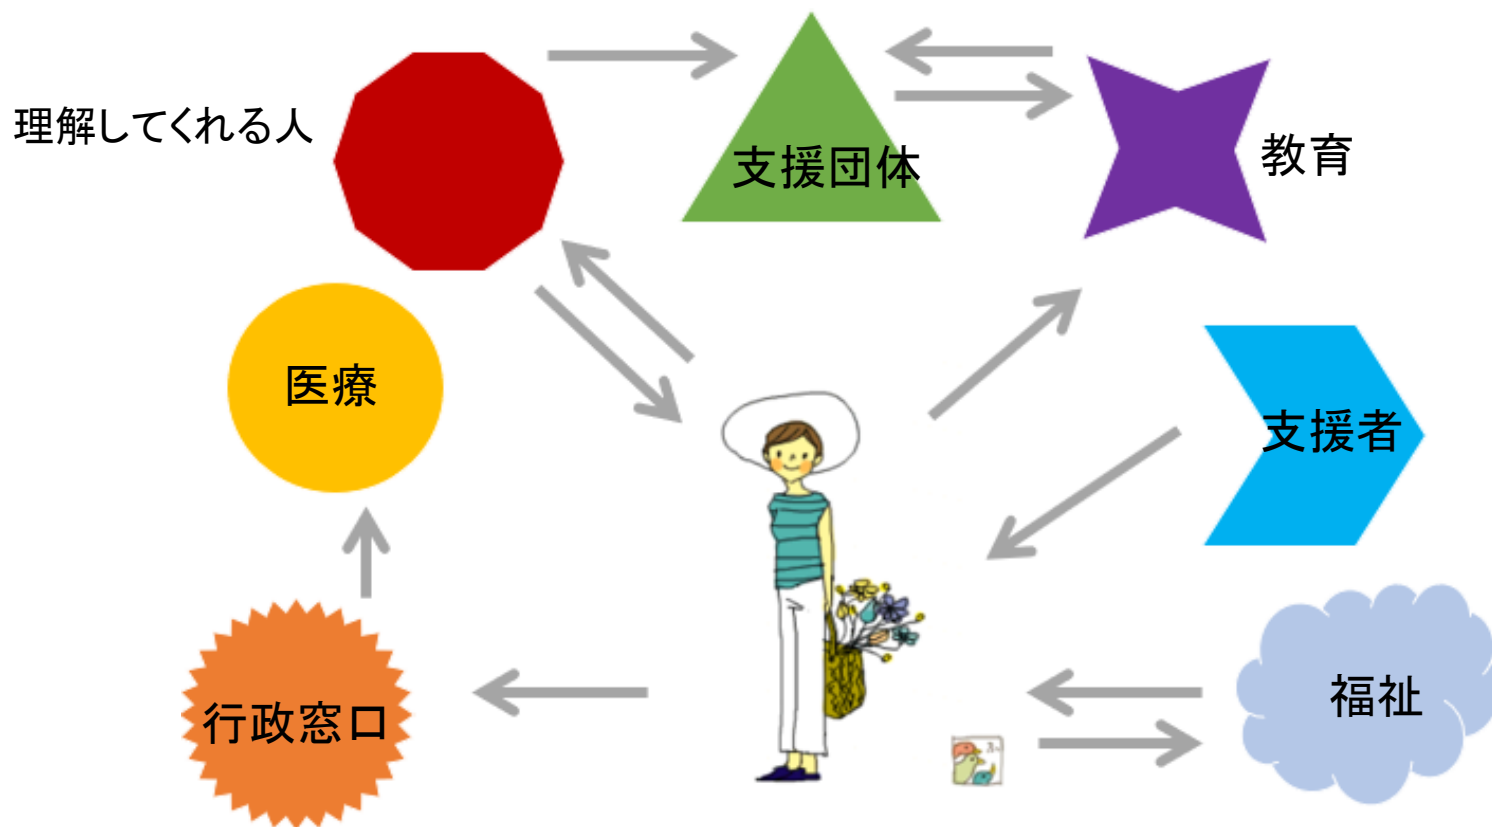 理解してくれる人
支援団体
教育
医療
支援者
福祉
行政窓口